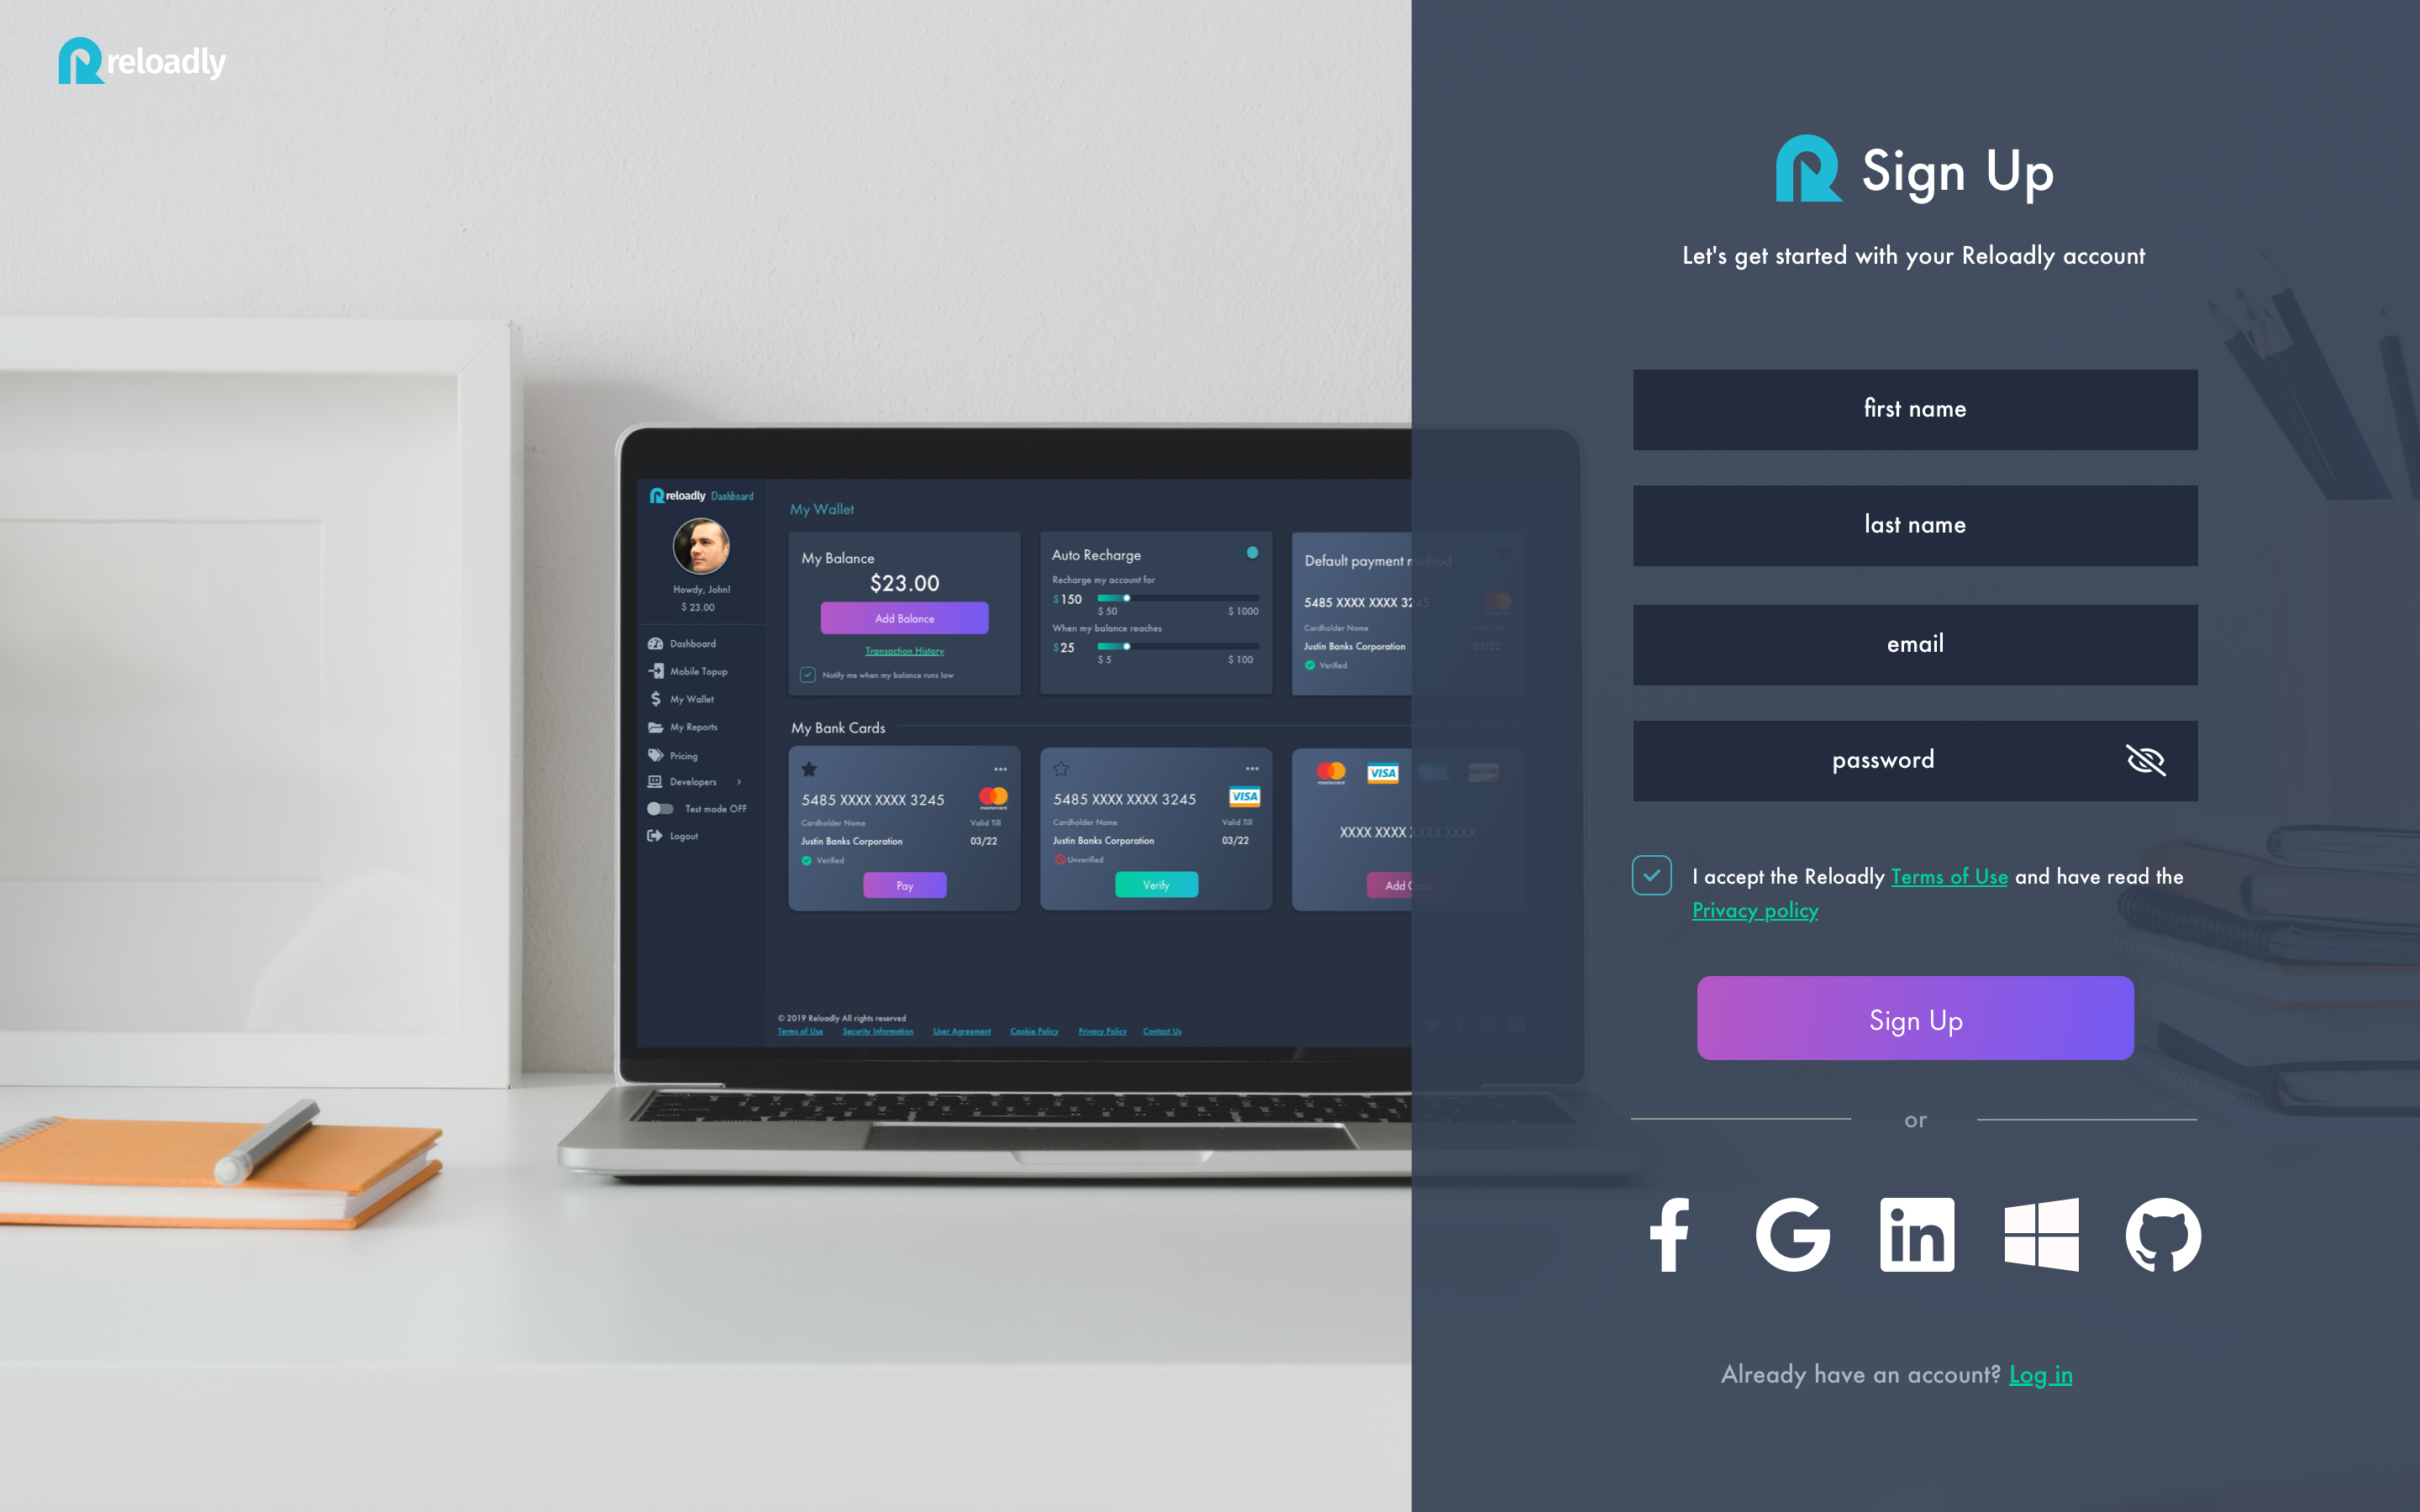 reloadly
Sign Up
Let's get started with your Reloadly account
first name
last name
email
password
I accept the Reloadly Terms of Use and have read the
Privacy policy
Sign Up
or
Already have an account? Log in
reloadly Dashboard
Howdy, John!
$ 23.00
Dashboard
Mobile Topup
My Wallet
My Reports
Pricing
Developers
Test mode OFF
Logout
My Wallet
My Balance
$23.00
Add Balance
Transaction History
Notify me when my balance runs low
Auto Recharge
Recharge my account for
$ 150
$ 50 $ 1000
When my balance reaches
$ 25
$ 5 $ 100
Default payment method
5485 XXXX XXXX 3245
Cardholder Name Valid Till
Justin Banks Corporation 03/22
Verified
My Bank Cards
5485 XXXX XXXX 3245
mastercard
Cardholder Name Valid Till
Justin Banks Corporation 03/22
Verified
Pay
5485 XXXX XXXX 3245
VISA
Cardholder Name Valid Till
Justin Banks Corporation 03/22
Unverified
Verify
mastercard VISA
XXXX XXXX XXXX XXXX
Add Card
© 2019 Reloadly All rights reserved
Terms of Use Security Information User Agreement Cookie Policy Privacy Policy Contact Us